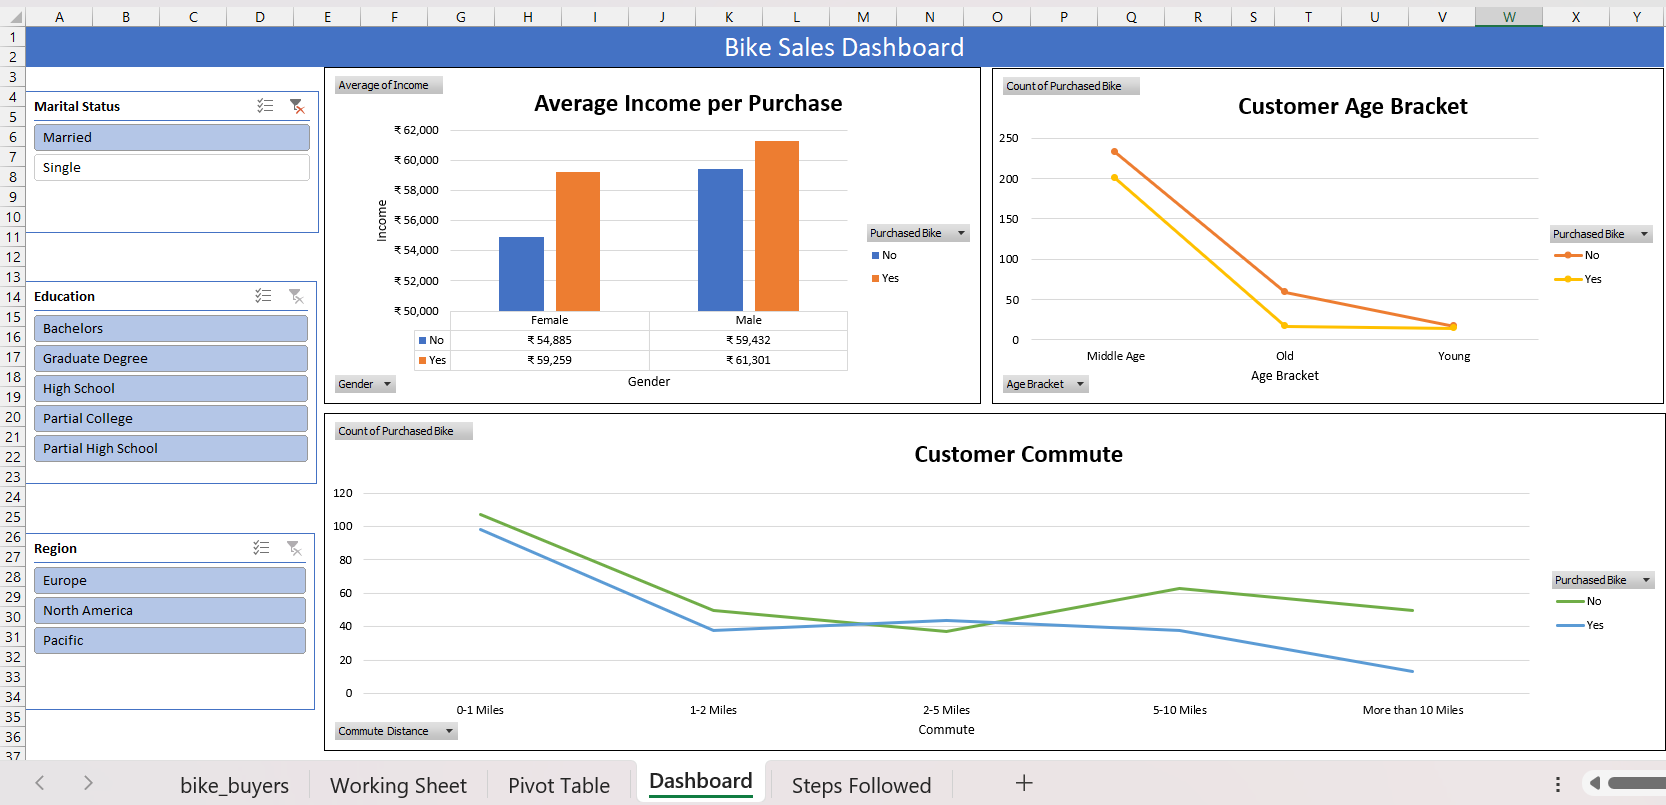 A B C D E F G H I J K L M N O P Q R S T U V W X Y
1
2
3
4
5
6
7
8
9
10
11
12
13
14
15
16
17
18
19
20
21
22
23
24
25
26
27
28
29
30
31
32
33
34
35
36
37
Bike Sales Dashboard
Marital Status
Married
Single
Education
Bachelors
Graduate Degree
High School
Partial College
Partial High School
Region
Europe
North America
Pacific
Average of Income
Average Income per Purchase
₹ 62,000
₹ 60,000
₹ 58,000
₹ 56,000
₹ 54,000
₹ 52,000
₹ 50,000
Income
Female Male
No ₹ 54,885 ₹ 59,432
Yes ₹ 59,259 ₹ 61,301
Gender
Gender
Purchased Bike
No
Yes
Count of Purchased Bike
Customer Age Bracket
250
200
150
100
50
0
Middle Age Old Young
Age Bracket
Age Bracket
Purchased Bike
No
Yes
Count of Purchased Bike
Customer Commute
120
100
80
60
40
20
0
0-1 Miles 1-2 Miles 2-5 Miles 5-10 Miles More than 10 Miles
Commute
Commute Distance
Purchased Bike
No
Yes
bike_buyers Working Sheet Pivot Table Dashboard Steps Followed